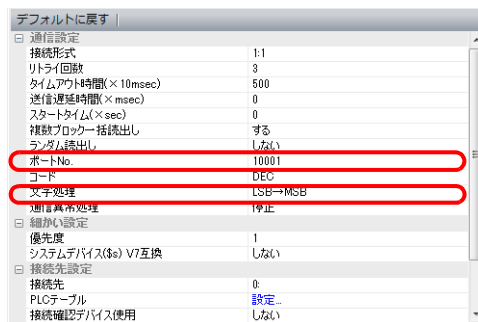 デフォルトに戻す
通信設定
接続形式 1:1
リトライ回数 3
タイムアウト時間(×10msec) 500
送信遅延時間(×msec) 0
スタートタイム(×sec) 0
複数ブロック一括読出し する
ランダム読出し しない
ポートNo. 10001
コード DEC
文字処理 LSB→MSB
通信異常処理 停止
細かい設定
優先度 1
システムデバイス($s) V7互換 しない
接続先設定
接続先 0:
PLCテーブル 設定...
接続確認デバイス使用 しない